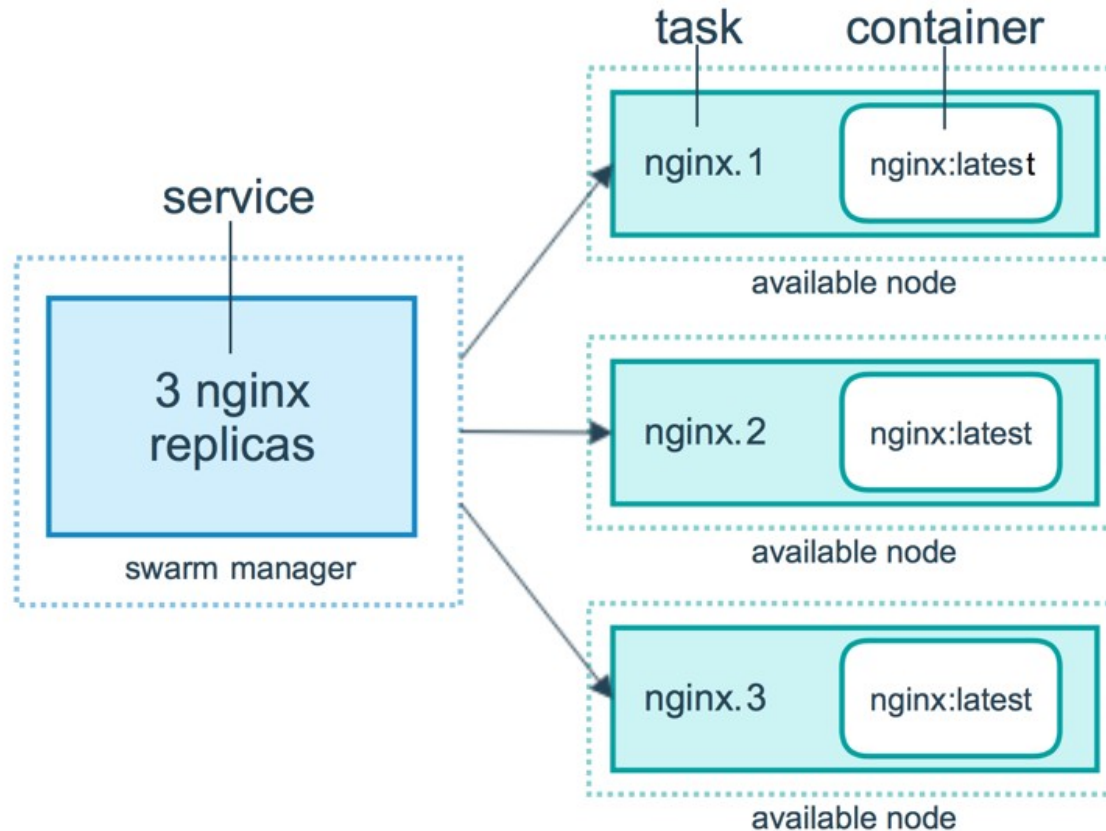 task
container
nginx.1
nginx:latest
available node
service
3 nginx
replicas
swarm manager
nginx.2
nginx:latest
available node
nginx.3
nginx:latest
available node